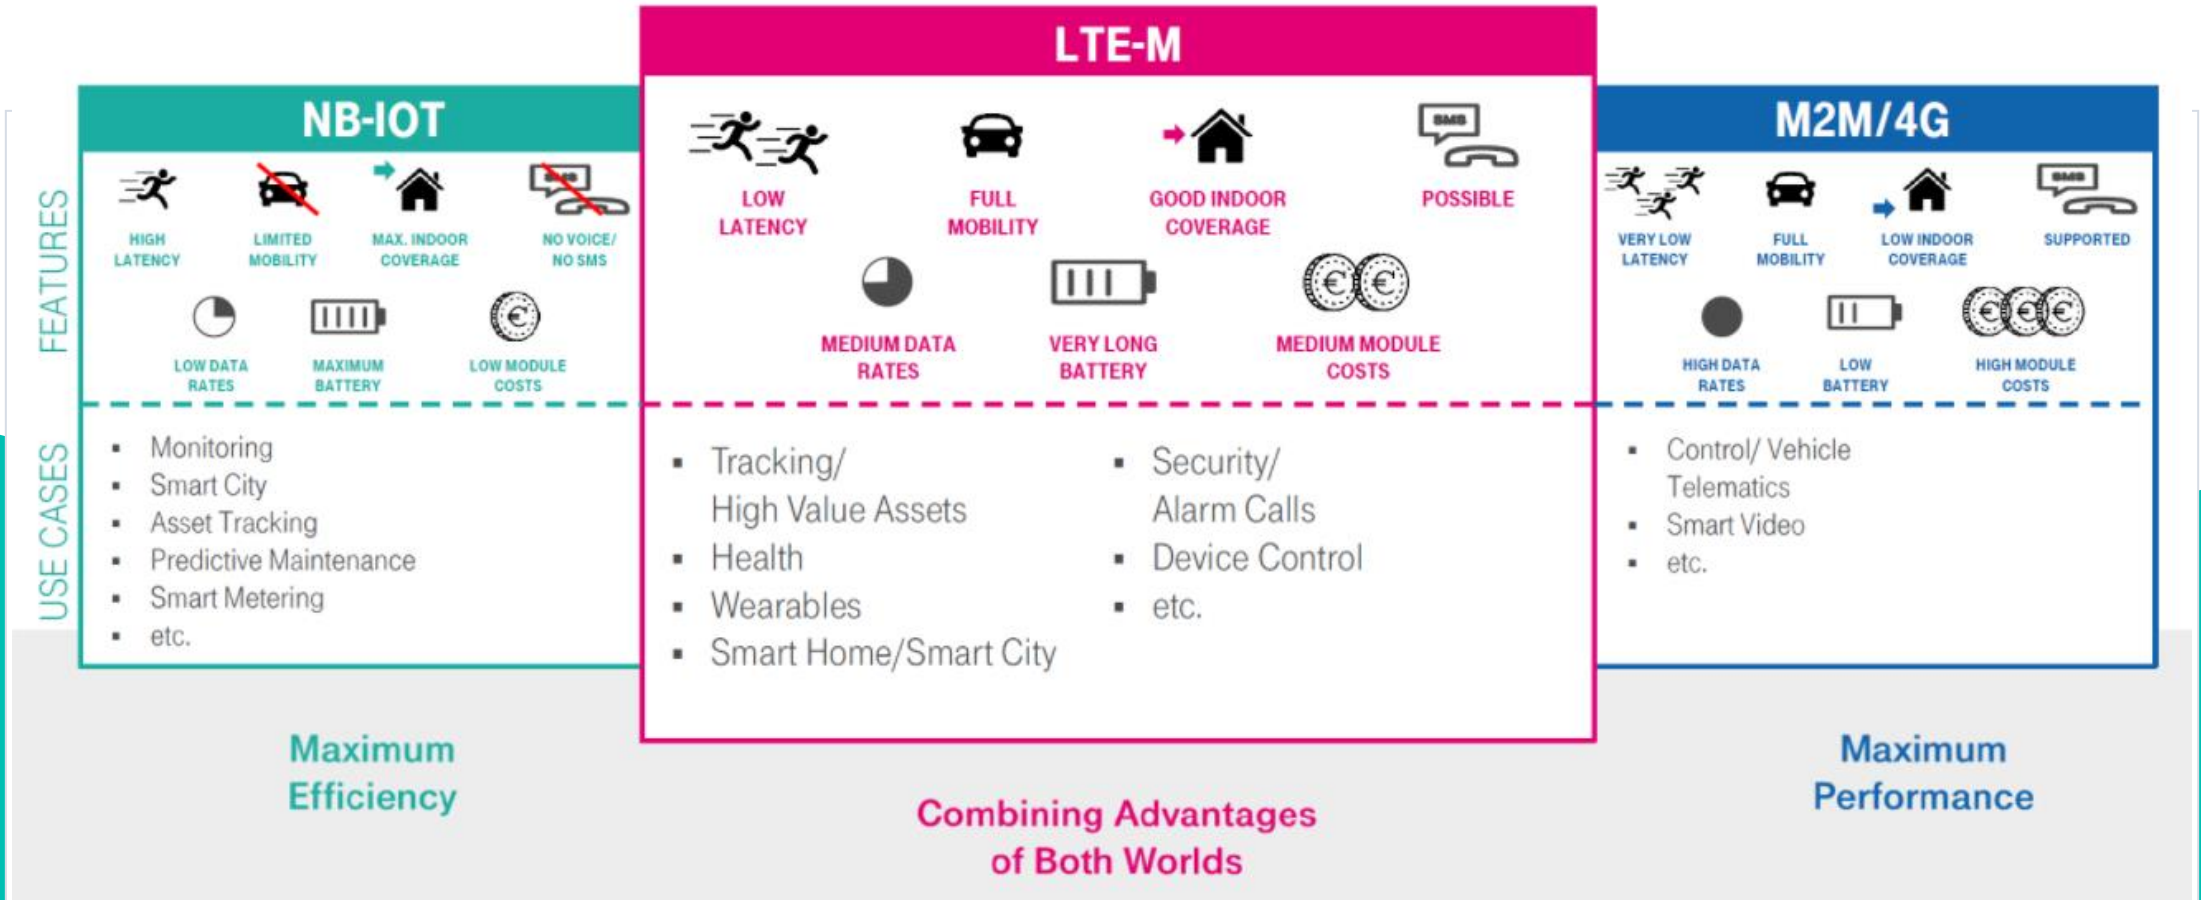 LTE-M
NB-IOT
M2M/4G
FEATURES
HIGH
LATENCY
LIMITED
MOBILITY
MAX. INDOOR
COVERAGE
SMS
NO VOICE/
NO SMS
LOW DATA
RATES
MAXIMUM
BATTERY
€
LOW MODULE
COSTS
LOW
LATENCY
FULL
MOBILITY
GOOD INDOOR
COVERAGE
SMS
POSSIBLE
MEDIUM DATA
RATES
VERY LONG
BATTERY
€ €
MEDIUM MODULE
COSTS
VERY LOW
LATENCY
FULL
MOBILITY
LOW INDOOR
COVERAGE
SMS
SUPPORTED
HIGH DATA
RATES
LOW
BATTERY
€ € €
HIGH MODULE
COSTS
USE CASES
▪ Monitoring
▪ Smart City
▪ Asset Tracking
▪ Predictive Maintenance
▪ Smart Metering
▪ etc.
▪ Tracking/
High Value Assets
▪ Health
▪ Wearables
▪ Smart Home/Smart City
▪ Security/
Alarm Calls
▪ Device Control
▪ etc.
▪ Control/ Vehicle
Telematics
▪ Smart Video
▪ etc.
Maximum
Efficiency
Combining Advantages
of Both Worlds
Maximum
Performance